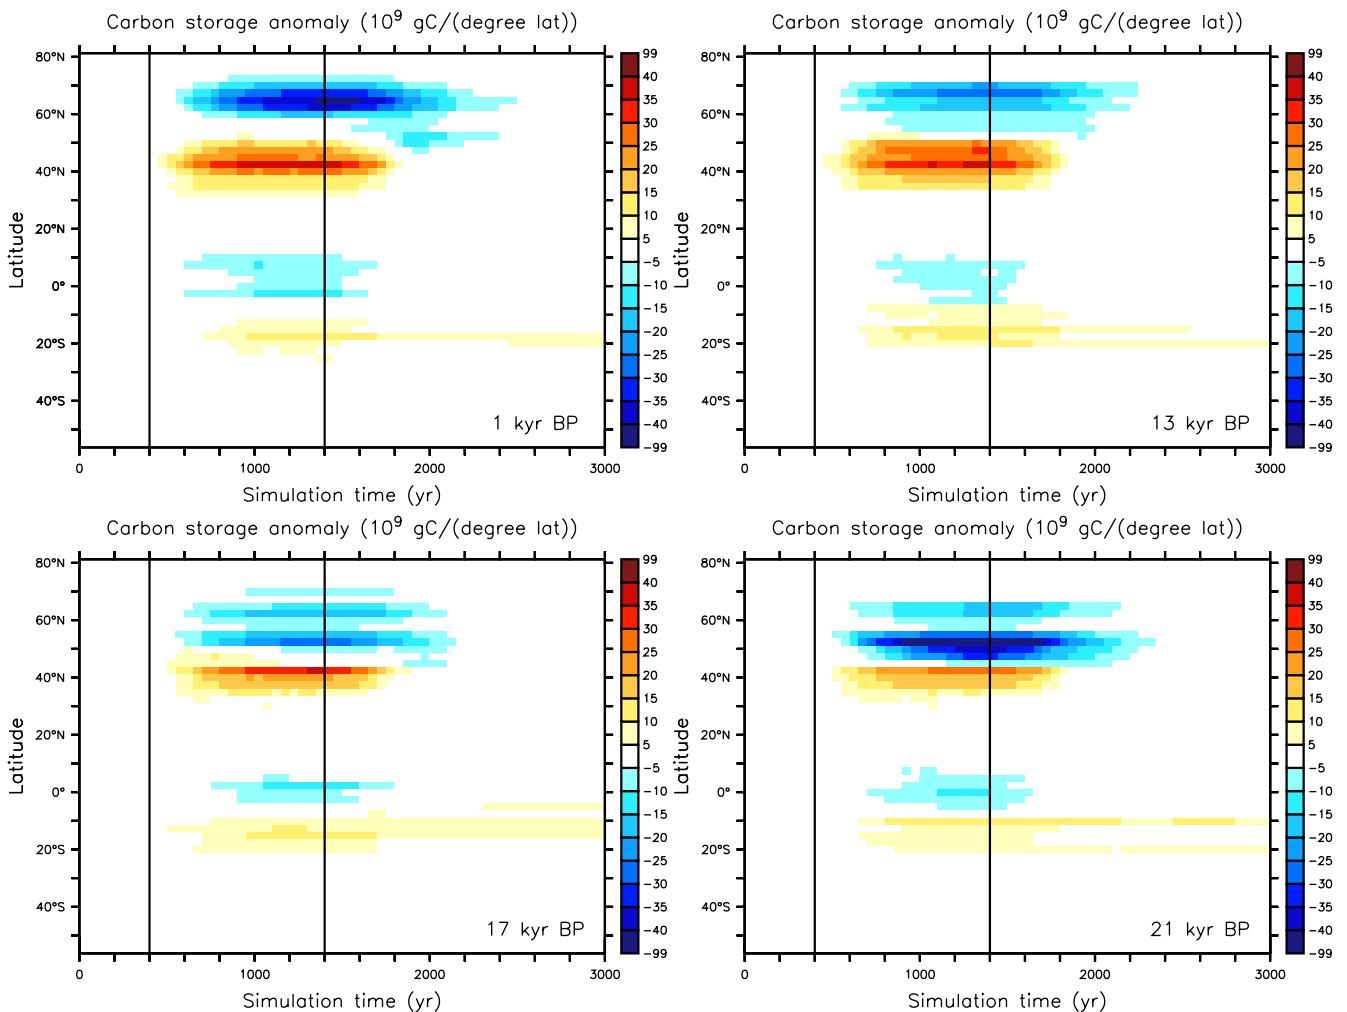 Carbon storage anomaly (10⁹ gC/(degree lat))
80°N
60°N
40°N
20°N
0°
20°S
40°S
Latitude
0
1000
2000
3000
Simulation time (yr)
1 kyr BP
99
40
35
30
25
20
15
10
5
−5
−10
−15
−20
−25
−30
−35
−40
−99
Carbon storage anomaly (10⁹ gC/(degree lat))
80°N
60°N
40°N
20°N
0°
20°S
40°S
Latitude
0
1000
2000
3000
Simulation time (yr)
13 kyr BP
99
40
35
30
25
20
15
10
5
−5
−10
−15
−20
−25
−30
−35
−40
−99
Carbon storage anomaly (10⁹ gC/(degree lat))
80°N
60°N
40°N
20°N
0°
20°S
40°S
Latitude
0
1000
2000
3000
Simulation time (yr)
17 kyr BP
99
40
35
30
25
20
15
10
5
−5
−10
−15
−20
−25
−30
−35
−40
−99
Carbon storage anomaly (10⁹ gC/(degree lat))
80°N
60°N
40°N
20°N
0°
20°S
40°S
Latitude
0
1000
2000
3000
Simulation time (yr)
21 kyr BP
99
40
35
30
25
20
15
10
5
−5
−10
−15
−20
−25
−30
−35
−40
−99